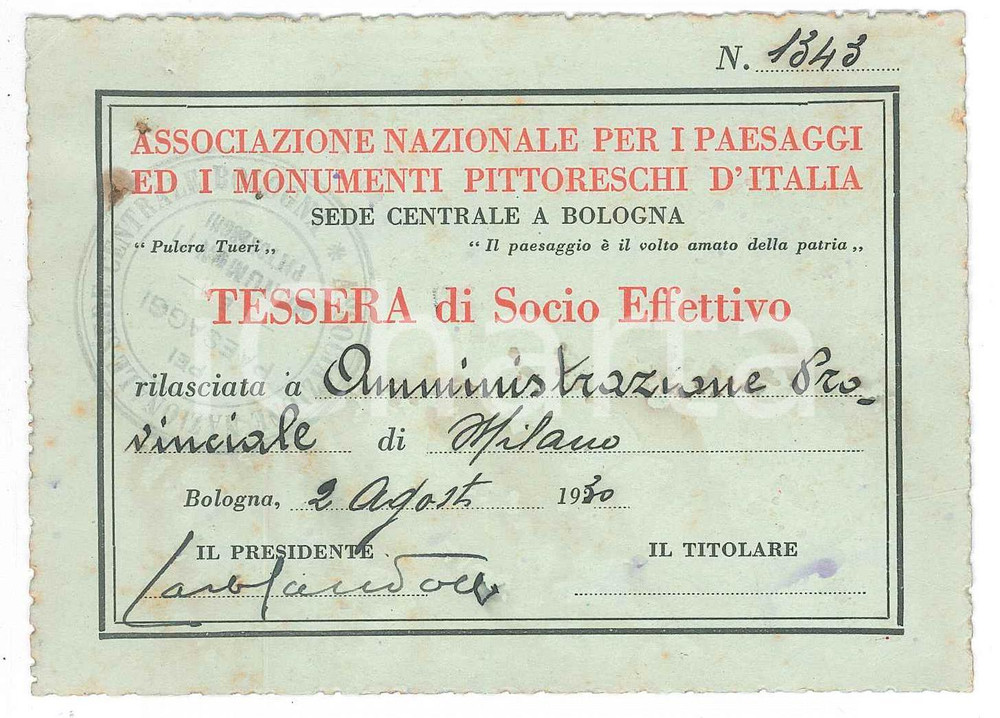 N. 1343
ASSOCIAZIONE NAZIONALE PER I PAESAGGI
ED I MONUMENTI PITTORESCHI D'ITALIA
SEDE CENTRALE A BOLOGNA
“ Pulcra Tueri „ “ Il paesaggio è il volto amato della patria „
TESSERA di Socio Effettivo
rilasciata a Amministrazione Pro-
vinciale di Milano
Bologna, 2 Agosto 1930
IL PRESIDENTE IL TITOLARE